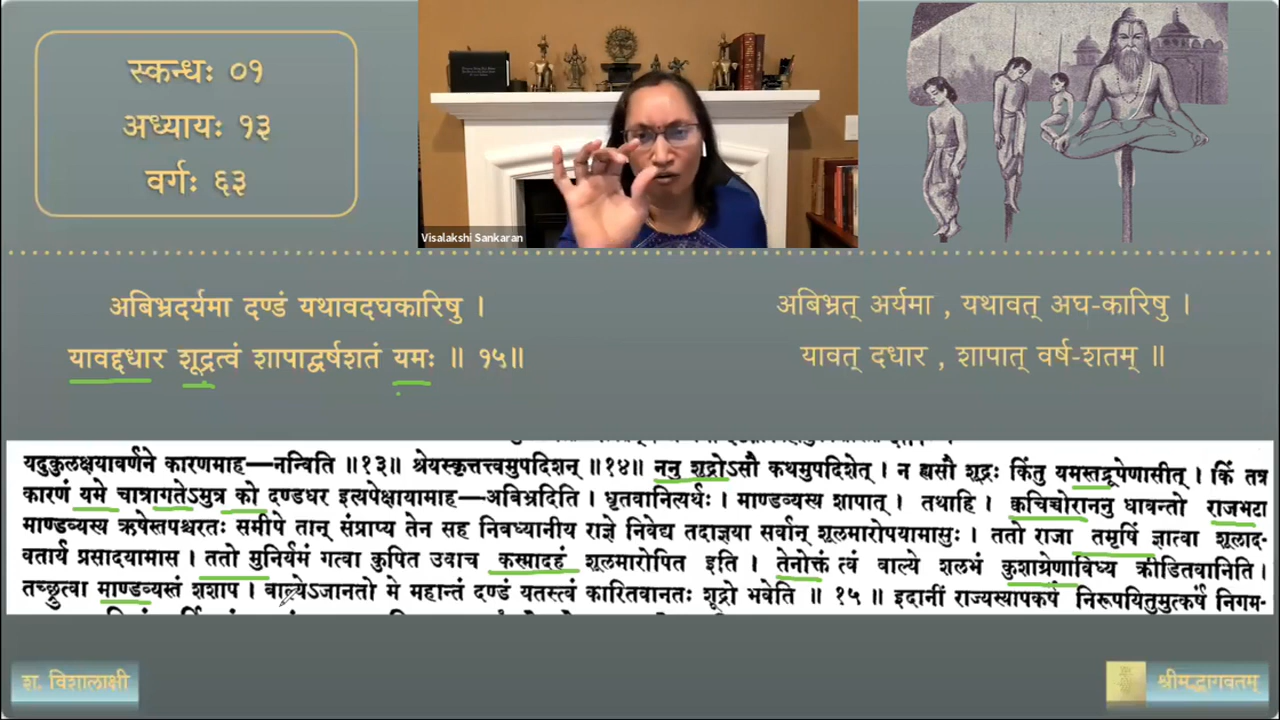 स्कन्धः ०१
अध्यायः १३
वर्गः ६३
Visalakshi Sankaran
अबिभ्रदर्यमा दण्डं यथावदघकारिषु ।
यावद्दधार शूद्रत्वं शापाद्वर्षशतं यमः ॥ १५॥
अबिभ्रत् अर्यमा , यथावत् अघ-कारिषु ।
यावत् दधार , शापात् वर्ष-शतम् ॥
यदुकुलक्षयावर्णने कारणमाह—नन्विति ॥१३॥ श्रेयस्कृत्तत्त्वमुपदिशन् ॥१४॥ ननु शूद्रोऽसौ कथमुपदिशेत् । न ह्यसौ शूद्रः किंतु यमस्तद्रूपेणासीत् । किं तत्र
कारणं यमे चात्रागतेऽमुत्र को दण्डधर इत्यपेक्षायामाह—अबिभ्रदिति । धृतवानित्यर्थः । माण्डव्यस्य शापात् । तथाहि । क्वचिच्चोराननु धावन्तो राजभटा
माण्डव्यस्य ऋषेस्तपश्चरतः समीपे तान् संप्राप्य तेन सह निबध्यानीय राज्ञे निवेद्य तदाज्ञया सर्वान् शूलमारोपयामासुः । ततो राजा तमृषिं ज्ञात्वा शूलाद-
वतार्य प्रसादयामास । ततो मुनिर्यमं गत्वा कुपित उवाच कस्मादहं शूलमारोपित इति । तेनोक्तं त्वं बाल्ये शलभं कुशाग्रेणाविध्य क्रीडितवानिति ।
तच्छ्रुत्वा माण्डव्यस्तं शशाप । बाल्येऽजानतो मे महान्तं दण्डं यतस्त्वं कारितवानतः शूद्रो भवेति ॥ १५ ॥ इदानीं राज्यस्यापकर्षं निरूपयितुमुत्कर्षं निगम-
श. विशालाक्षी
श्रीमद्भागवतम्